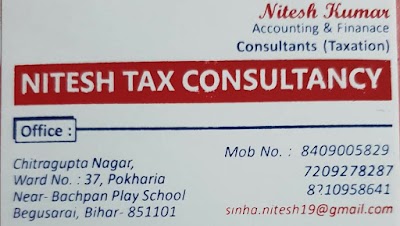 Nitesh Kumar
Accounting & Finanace
Consultants (Taxation)
NITESH TAX CONSULTANCY
Office :
Chitragupta Nagar,
Ward No. : 37, Pokharia
Near- Bachpan Play School
Begusarai, Bihar- 851101
Mob No. : 8409005829
7209278287
8210958641
sinha.nitesh19@gmail.com